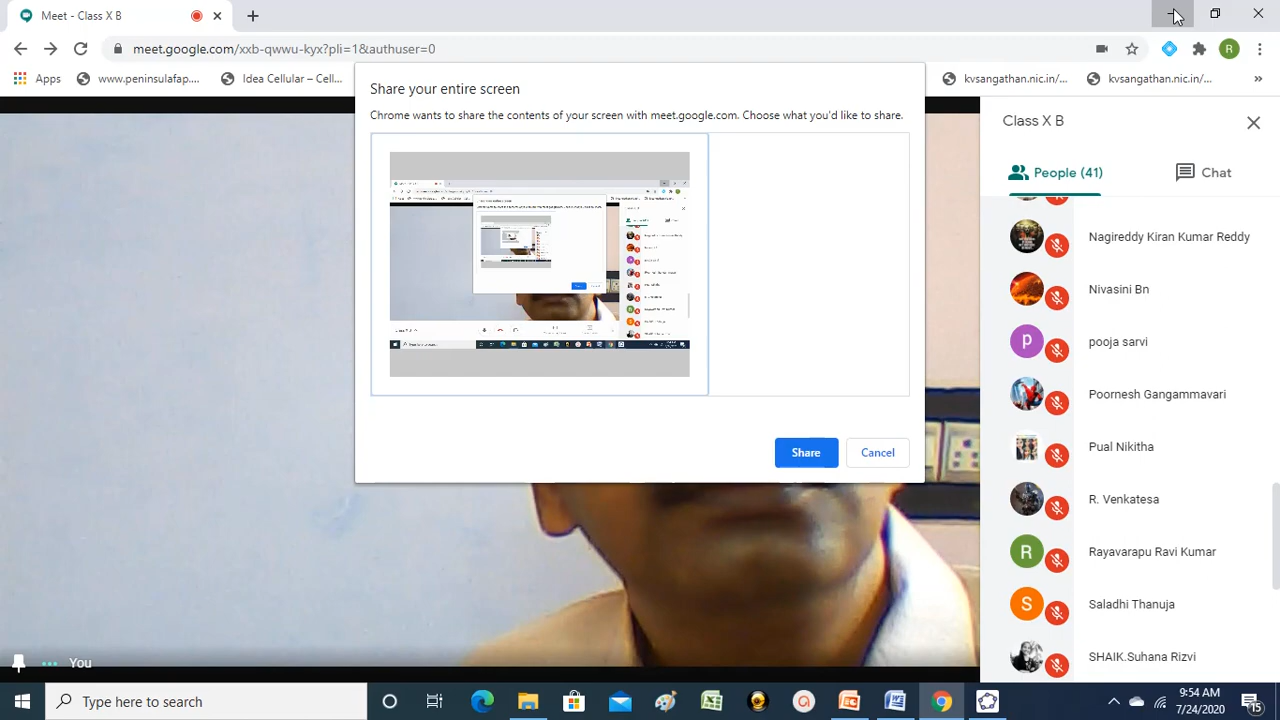 Meet - Class X B
meet.google.com/xxb-qwwu-kyx?pli=1&authuser=0
R
Apps
www.peninsulafap....
Idea Cellular – Cell...
kvsangathan.nic.in/...
kvsangathan.nic.in/...
»
Share your entire screen
Chrome wants to share the contents of your screen with meet.google.com. Choose what you'd like to share.
Share
Cancel
Class X B
People (41)
Chat
Nagireddy Kiran Kumar Reddy
Nivasini Bn
p
pooja sarvi
Poornesh Gangammavari
Pual Nikitha
R. Venkatesa
R
Rayavarapu Ravi Kumar
S
Saladhi Thanuja
SHAIK.Suhana Rizvi
You
Type here to search
9:54 AM
7/24/2020
15